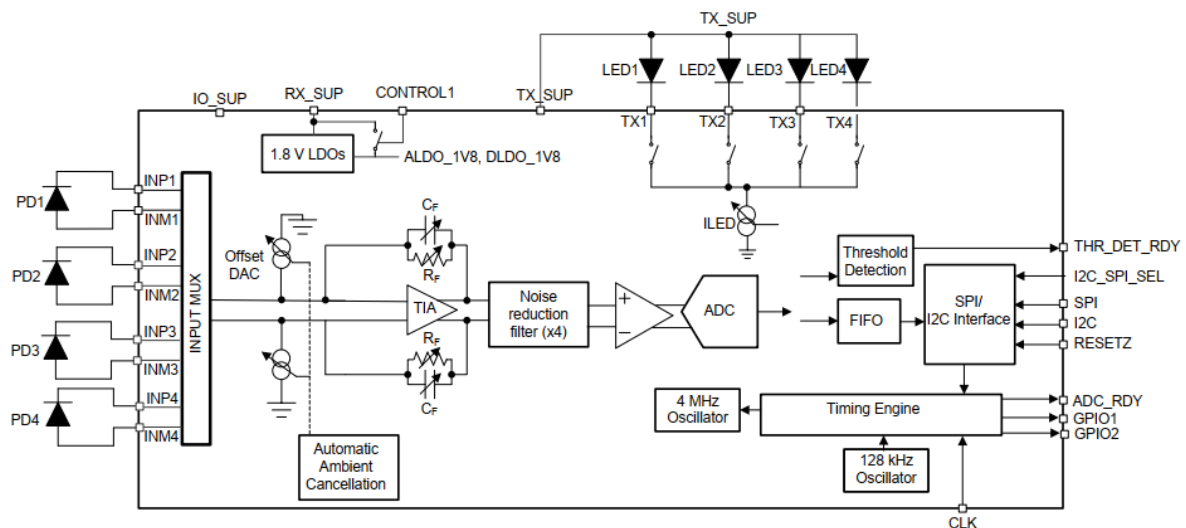 TX_SUP
LED1
LED2
LED3
LED4
IO_SUP
RX_SUP
CONTROL1
TX_SUP
TX1
TX2
TX3
TX4
1.8 V LDOs
ALDO_1V8, DLDO_1V8
PD1
INP1
INM1
PD2
INP2
INM2
PD3
INP3
INM3
PD4
INP4
INM4
INPUT MUX
Offset
DAC
CF
RF
TIA
RF
CF
Automatic
Ambient
Cancellation
Noise
reduction
filter (x4)
+
−
ADC
ILED
Threshold
Detection
FIFO
SPI/
I2C Interface
THR_DET_RDY
I2C_SPI_SEL
SPI
I2C
RESETZ
4 MHz
Oscillator
Timing Engine
128 kHz
Oscillator
ADC_RDY
GPIO1
GPIO2
CLK